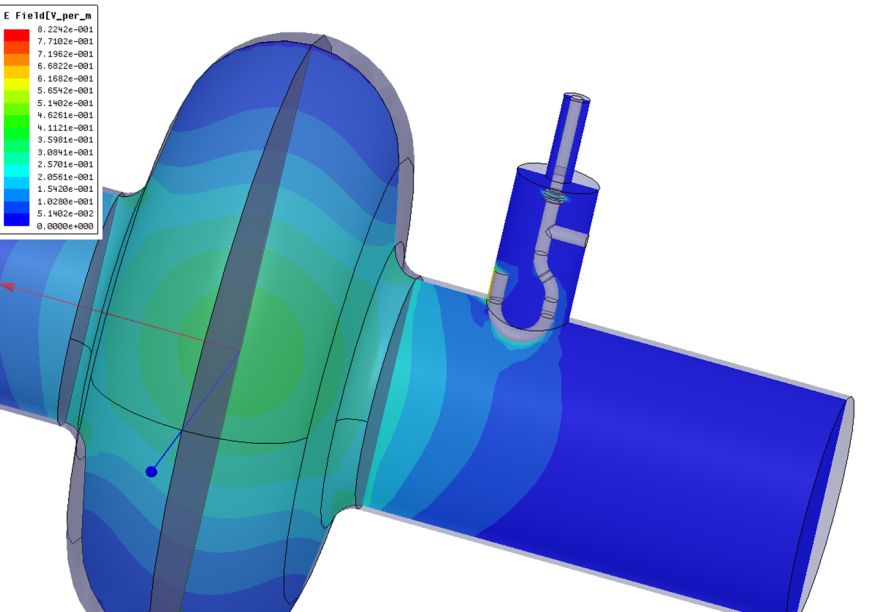 E Field[V_per_m
8.2242e-001
7.7102e-001
7.1962e-001
6.6822e-001
6.1682e-001
5.6542e-001
5.1402e-001
4.6261e-001
4.1121e-001
3.5981e-001
3.0841e-001
2.5701e-001
2.0561e-001
1.5420e-001
1.0280e-001
5.1402e-002
0.0000e+000